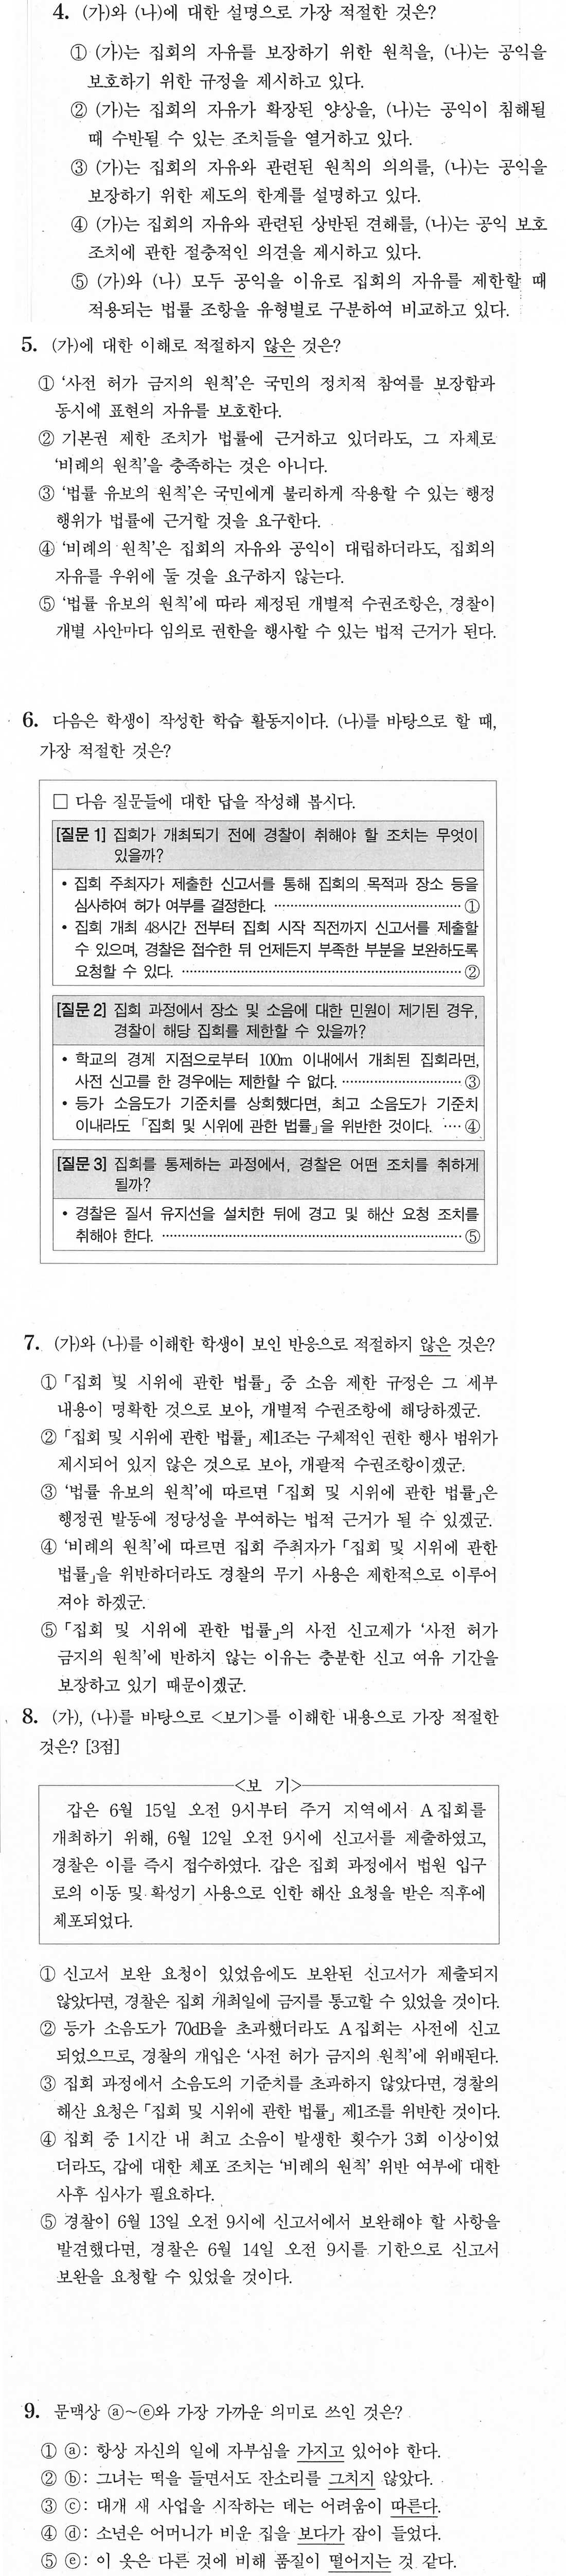 4. (가)와 (나)에 대한 설명으로 가장 적절한 것은?
① (가)는 집회의 자유를 보장하기 위한 원칙을, (나)는 공익을
보호하기 위한 규정을 제시하고 있다.
② (가)는 집회의 자유가 확장된 양상을, (나)는 공익이 침해될
때 수반될 수 있는 조치들을 열거하고 있다.
③ (가)는 집회의 자유와 관련된 원칙의 의의를, (나)는 공익을
보장하기 위한 제도의 한계를 설명하고 있다.
④ (가)는 집회의 자유와 관련된 상반된 견해를, (나)는 공익 보호
조치에 관한 절충적인 의견을 제시하고 있다.
⑤ (가)와 (나) 모두 공익을 이유로 집회의 자유를 제한할 때
적용되는 법률 조항을 유형별로 구분하여 비교하고 있다.
5. (가)에 대한 이해로 적절하지 않은 것은?
① ‘사전 허가 금지의 원칙’은 국민의 정치적 참여를 보장함과
동시에 표현의 자유를 보호한다.
② 기본권 제한 조치가 법률에 근거하고 있더라도, 그 자체로
‘비례의 원칙’을 충족하는 것은 아니다.
③ ‘법률 유보의 원칙’은 국민에게 불리하게 작용할 수 있는 행정
행위가 법률에 근거할 것을 요구한다.
④ ‘비례의 원칙’은 집회의 자유와 공익이 대립하더라도, 집회의
자유를 우위에 둘 것을 요구하지 않는다.
⑤ ‘법률 유보의 원칙’에 따라 제정된 개별적 수권조항은, 경찰이
개별 사안마다 임의로 권한을 행사할 수 있는 법적 근거가 된다.
6. 다음은 학생이 작성한 학습 활동지이다. (나)를 바탕으로 할 때,
가장 적절한 것은?
□ 다음 질문들에 대한 답을 작성해 봅시다.
[질문 1] 집회가 개최되기 전에 경찰이 취해야 할 조치는 무엇이
있을까?
• 집회 주최자가 제출한 신고서를 통해 집회의 목적과 장소 등을
심사하여 허가 여부를 결정한다. ………………………………… ①
• 집회 개최 48시간 전부터 집회 시작 직전까지 신고서를 제출할
수 있으며, 경찰은 접수한 뒤 언제든지 부족한 부분을 보완하도록
요청할 수 있다. ………………………………………………… ②
[질문 2] 집회 과정에서 장소 및 소음에 대한 민원이 제기된 경우,
경찰이 해당 집회를 제한할 수 있을까?
• 학교의 경계 지점으로부터 100m 이내에서 개최된 집회라면,
사전 신고를 한 경우에는 제한할 수 없다. …………………… ③
• 등가 소음도가 기준치를 상회했다면, 최고 소음도가 기준치
이내라도 「집회 및 시위에 관한 법률」을 위반한 것이다. …… ④
[질문 3] 집회를 통제하는 과정에서, 경찰은 어떤 조치를 취하게
될까?
• 경찰은 질서 유지선을 설치한 뒤에 경고 및 해산 요청 조치를
취해야 한다. ……………………………………………………… ⑤
7. (가)와 (나)를 이해한 학생이 보인 반응으로 적절하지 않은 것은?
① 「집회 및 시위에 관한 법률」 중 소음 제한 규정은 그 세부
내용이 명확한 것으로 보아, 개별적 수권조항에 해당하겠군.
② 「집회 및 시위에 관한 법률」 제1조는 구체적인 권한 행사 범위가
제시되어 있지 않은 것으로 보아, 개괄적 수권조항이겠군.
③ ‘법률 유보의 원칙’에 따르면 「집회 및 시위에 관한 법률」은
행정권 발동에 정당성을 부여하는 법적 근거가 될 수 있겠군.
④ ‘비례의 원칙’에 따르면 집회 주최자가 「집회 및 시위에 관한
법률」을 위반하더라도 경찰의 무기 사용은 제한적으로 이루어
져야 하겠군.
⑤ 「집회 및 시위에 관한 법률」의 사전 신고제가 ‘사전 허가
금지의 원칙’에 반하지 않는 이유는 충분한 신고 여유 기간을
보장하고 있기 때문이겠군.
8. (가), (나)를 바탕으로 <보기>를 이해한 내용으로 가장 적절한
것은? [3점]
<보 기>
갑은 6월 15일 오전 9시부터 주거 지역에서 A집회를
개최하기 위해, 6월 12일 오전 9시에 신고서를 제출하였고,
경찰은 이를 즉시 접수하였다. 갑은 집회 과정에서 법원 입구
로의 이동 및 확성기 사용으로 인한 해산 요청을 받은 직후에
체포되었다.
① 신고서 보완 요청이 있었음에도 보완된 신고서가 제출되지
않았다면, 경찰은 집회 개최일에 금지를 통고할 수 있었을 것이다.
② 등가 소음도가 70dB을 초과했더라도 A집회는 사전에 신고
되었으므로, 경찰의 개입은 ‘사전 허가 금지의 원칙’에 위배된다.
③ 집회 과정에서 소음도의 기준치를 초과하지 않았다면, 경찰의
해산 요청은 「집회 및 시위에 관한 법률」 제1조를 위반한 것이다.
④ 집회 중 1시간 내 최고 소음이 발생한 횟수가 3회 이상이었
더라도, 갑에 대한 체포 조치는 ‘비례의 원칙’ 위반 여부에 대한
사후 심사가 필요하다.
⑤ 경찰이 6월 13일 오전 9시에 신고서에서 보완해야 할 사항을
발견했다면, 경찰은 6월 14일 오전 9시를 기한으로 신고서
보완을 요청할 수 있었을 것이다.
9. 문맥상 ⓐ~ⓔ와 가장 가까운 의미로 쓰인 것은?
① ⓐ: 항상 자신의 일에 자부심을 가지고 있어야 한다.
② ⓑ: 그녀는 떡을 들면서도 잔소리를 그치지 않았다.
③ ⓒ: 대개 새 사업을 시작하는 데는 어려움이 따른다.
④ ⓓ: 소년은 어머니가 비운 집을 보다가 잠이 들었다.
⑤ ⓔ: 이 옷은 다른 것에 비해 품질이 떨어지는 것 같다.